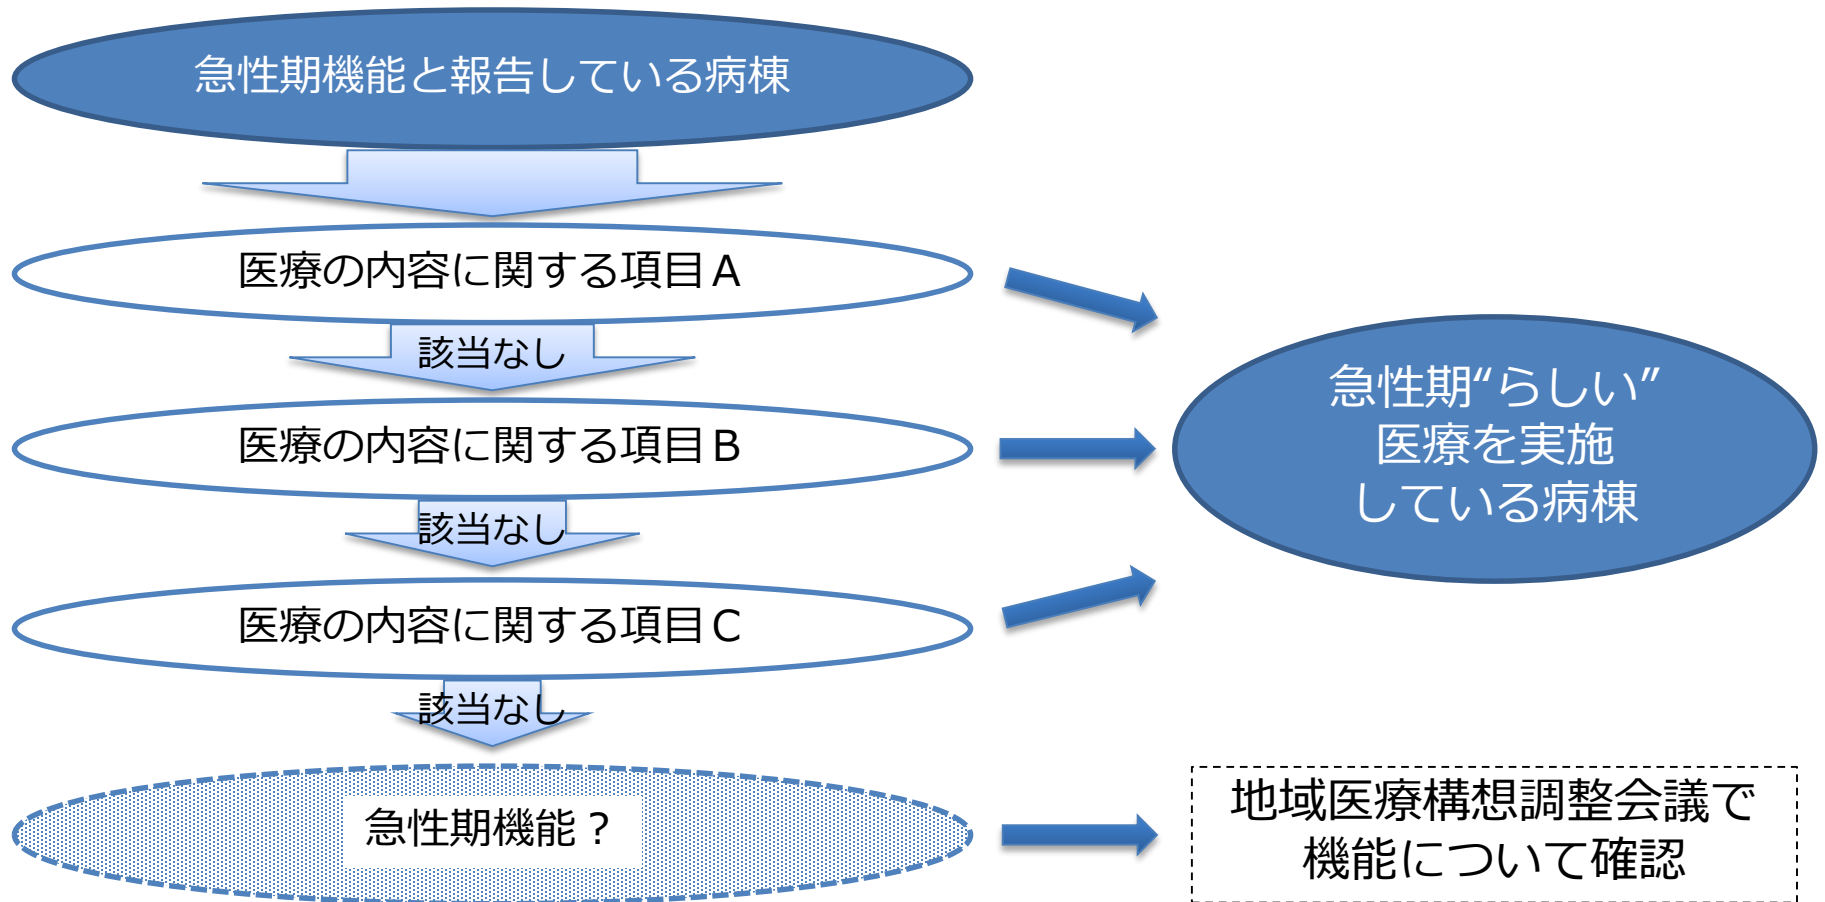 急性期機能と報告している病棟
医療の内容に関する項目A
該当なし
医療の内容に関する項目B
該当なし
医療の内容に関する項目C
該当なし
急性期機能?
急性期“らしい”
医療を実施
している病棟
地域医療構想調整会議で
機能について確認